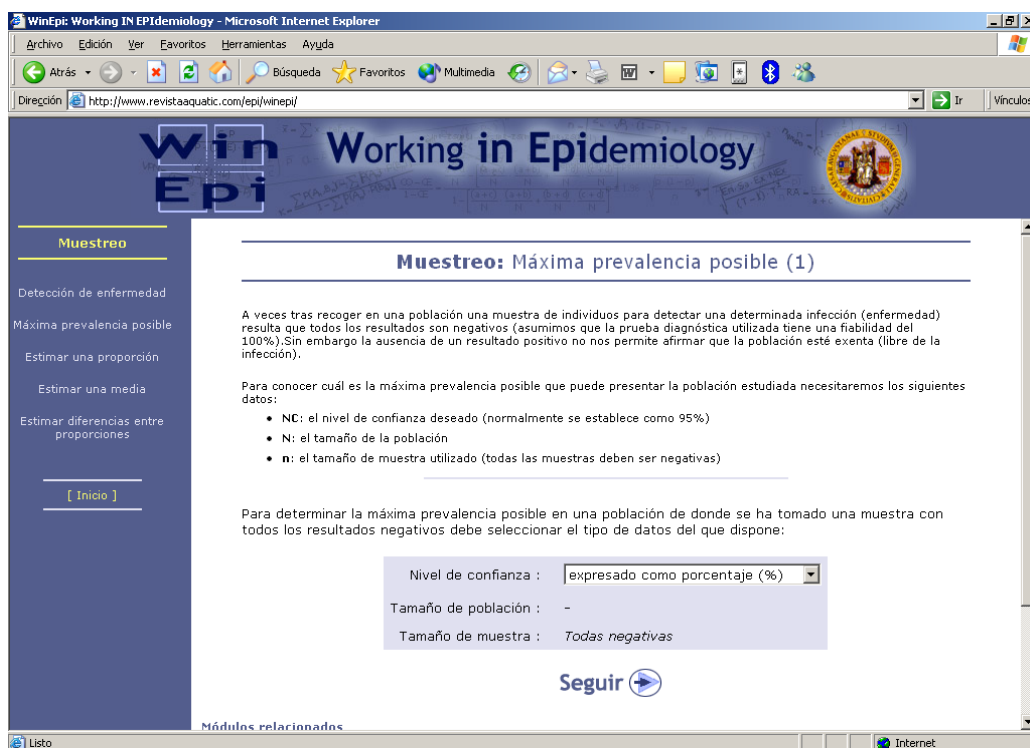 WinEpi: Working IN EPIdemiology - Microsoft Internet Explorer
Archivo Edición Ver Favoritos Herramientas Ayuda
Atrás Búsqueda Favoritos Multimedia
Dirección http://www.revistaaquatic.com/epi/winepi/ Ir Vínculos
Win
Epi
Working in Epidemiology
Muestreo
Detección de enfermedad
Máxima prevalencia posible
Estimar una proporción
Estimar una media
Estimar diferencias entre
proporciones
[ Inicio ]
Muestreo: Máxima prevalencia posible (1)
A veces tras recoger en una población una muestra de individuos para detectar una determinada infección (enfermedad)
resulta que todos los resultados son negativos (asumimos que la prueba diagnóstica utilizada tiene una fiabilidad del
100%).Sin embargo la ausencia de un resultado positivo no nos permite afirmar que la población esté exenta (libre de la
infección).
Para conocer cuál es la máxima prevalencia posible que puede presentar la población estudiada necesitaremos los siguientes
datos:
• NC: el nivel de confianza deseado (normalmente se establece como 95%)
• N: el tamaño de la población
• n: el tamaño de muestra utilizado (todas las muestras deben ser negativas)
Para determinar la máxima prevalencia posible en una población de donde se ha tomado una muestra con
todos los resultados negativos debe seleccionar el tipo de datos del que dispone:
Nivel de confianza : expresado como porcentaje (%)
Tamaño de población : -
Tamaño de muestra : Todas negativas
Seguir
Módulos relacionados
Listo Internet